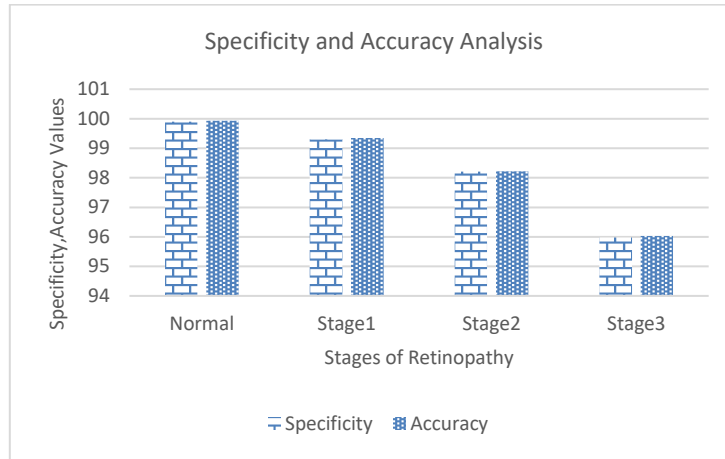 Specificity and Accuracy Analysis
Specificity,Accuracy Values
101
100
99
98
97
96
95
94
Normal Stage1 Stage2 Stage3
Stages of Retinopathy
Specificity Accuracy